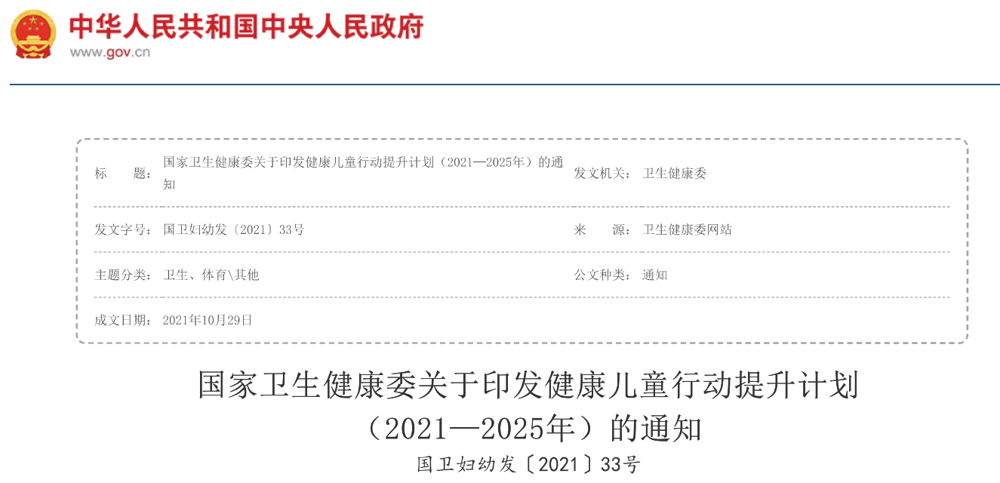 中华人民共和国中央人民政府
www.gov.cn
标 题： 国家卫生健康委关于印发健康儿童行动提升计划（2021—2025年）的通
知
发文机关： 卫生健康委
发文字号： 国卫妇幼发〔2021〕33号
来 源： 卫生健康委网站
主题分类： 卫生、体育\其他
公文种类： 通知
成文日期： 2021年10月29日
国家卫生健康委关于印发健康儿童行动提升计划
（2021—2025年）的通知
国卫妇幼发〔2021〕33号